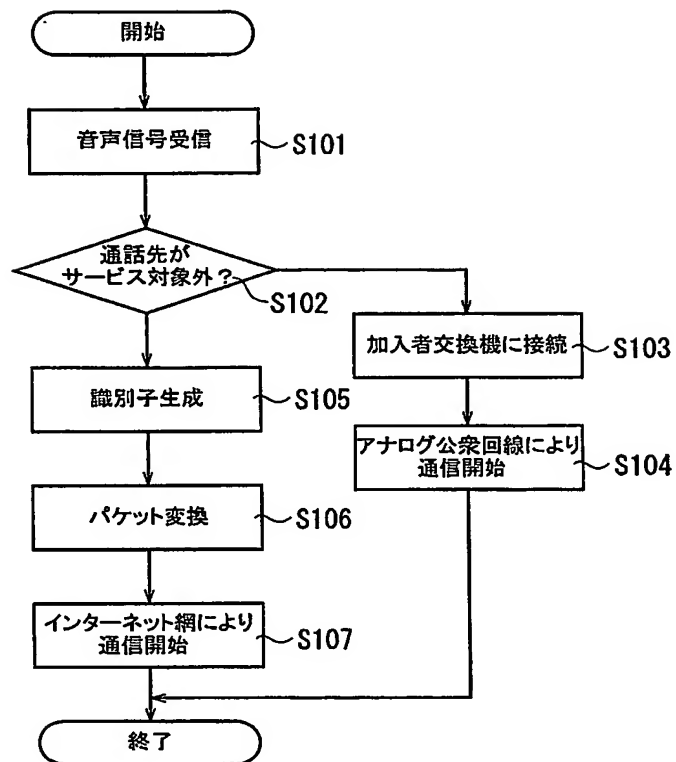 開始
音声信号受信
S101
通話先が
サービス対象外？
S102
加入者交換機に接続
S103
識別子生成
S105
アナログ公衆回線により
通信開始
S104
パケット変換
S106
インターネット網により
通信開始
S107
終了